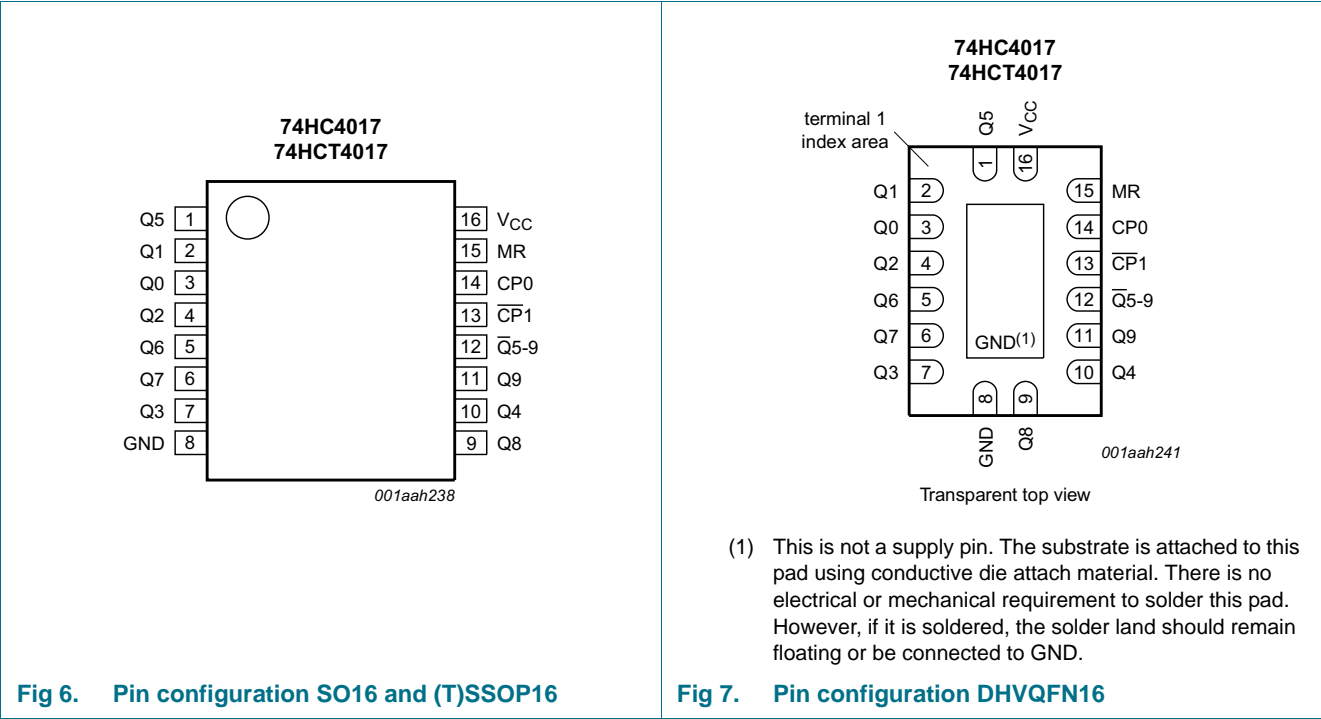 74HC4017
74HCT4017
Q5 1
Q1 2
Q0 3
Q2 4
Q6 5
Q7 6
Q3 7
GND 8
16 VCC
15 MR
14 CP0
13 C̅P̅1
12 Q̅5-9
11 Q9
10 Q4
9 Q8
001aah238
Fig 6. Pin configuration SO16 and (T)SSOP16
74HC4017
74HCT4017
terminal 1
index area
Q5
VCC
1
16
Q1 2
Q0 3
Q2 4
Q6 5
Q7 6
Q3 7
15 MR
14 CP0
13 C̅P̅1
12 Q̅5-9
11 Q9
10 Q4
GND(1)
8
9
GND
Q8
001aah241
Transparent top view
(1) This is not a supply pin. The substrate is attached to this
pad using conductive die attach material. There is no
electrical or mechanical requirement to solder this pad.
However, if it is soldered, the solder land should remain
floating or be connected to GND.
Fig 7. Pin configuration DHVQFN16